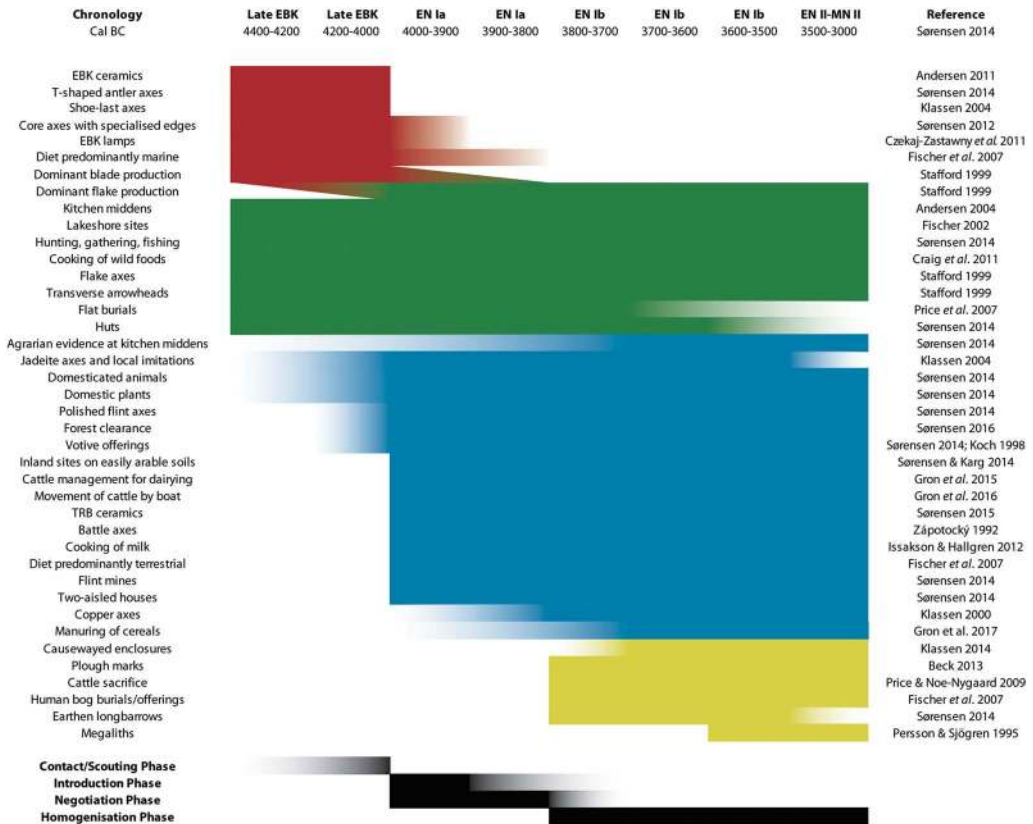 Chronology Late EBK Late EBK EN Ia EN Ia EN Ib EN Ib EN Ib EN II-MN II Reference
Cal BC 4400-4200 4200-4000 4000-3900 3900-3800 3800-3700 3700-3600 3600-3500 3500-3000 Sørensen 2014
EBK ceramics Andersen 2011
T-shaped antler axes Sørensen 2014
Shoe-last axes Klassen 2004
Core axes with specialised edges Sørensen 2012
EBK lamps Czekaj-Zastawny et al. 2011
Diet predominantly marine Fischer et al. 2007
Dominant blade production Stafford 1999
Dominant flake production Stafford 1999
Kitchen middens Andersen 2004
Lakeshore sites Fischer 2002
Hunting, gathering, fishing Sørensen 2014
Cooking of wild foods Craig et al. 2011
Flake axes Stafford 1999
Transverse arrowheads Stafford 1999
Flat burials Price et al. 2007
Huts Sørensen 2014
Agrarian evidence at kitchen middens Sørensen 2014
Jadeite axes and local imitations Klassen 2004
Domesticated animals Sørensen 2014
Domestic plants Sørensen 2014
Polished flint axes Sørensen 2014
Forest clearance Sørensen 2016
Votive offerings Sørensen 2014; Koch 1998
Inland sites on easily arable soils Sørensen & Karg 2014
Cattle management for dairying Gron et al. 2015
Movement of cattle by boat Gron et al. 2016
TRB ceramics Sørensen 2015
Battle axes Zápotocký 1992
Cooking of milk Issakson & Hallgren 2012
Diet predominantly terrestrial Fischer et al. 2007
Flint mines Sørensen 2014
Two-aisled houses Sørensen 2014
Copper axes Klassen 2000
Manuring of cereals Gron et al. 2017
Causewayed enclosures Klassen 2014
Plough marks Beck 2013
Cattle sacrifice Price & Noe-Nygaard 2009
Human bog burials/offerings Fischer et al. 2007
Earthen longbarrows Sørensen 2014
Megaliths Persson & Sjögren 1995
Contact/Scouting Phase
Introduction Phase
Negotiation Phase
Homogenisation Phase